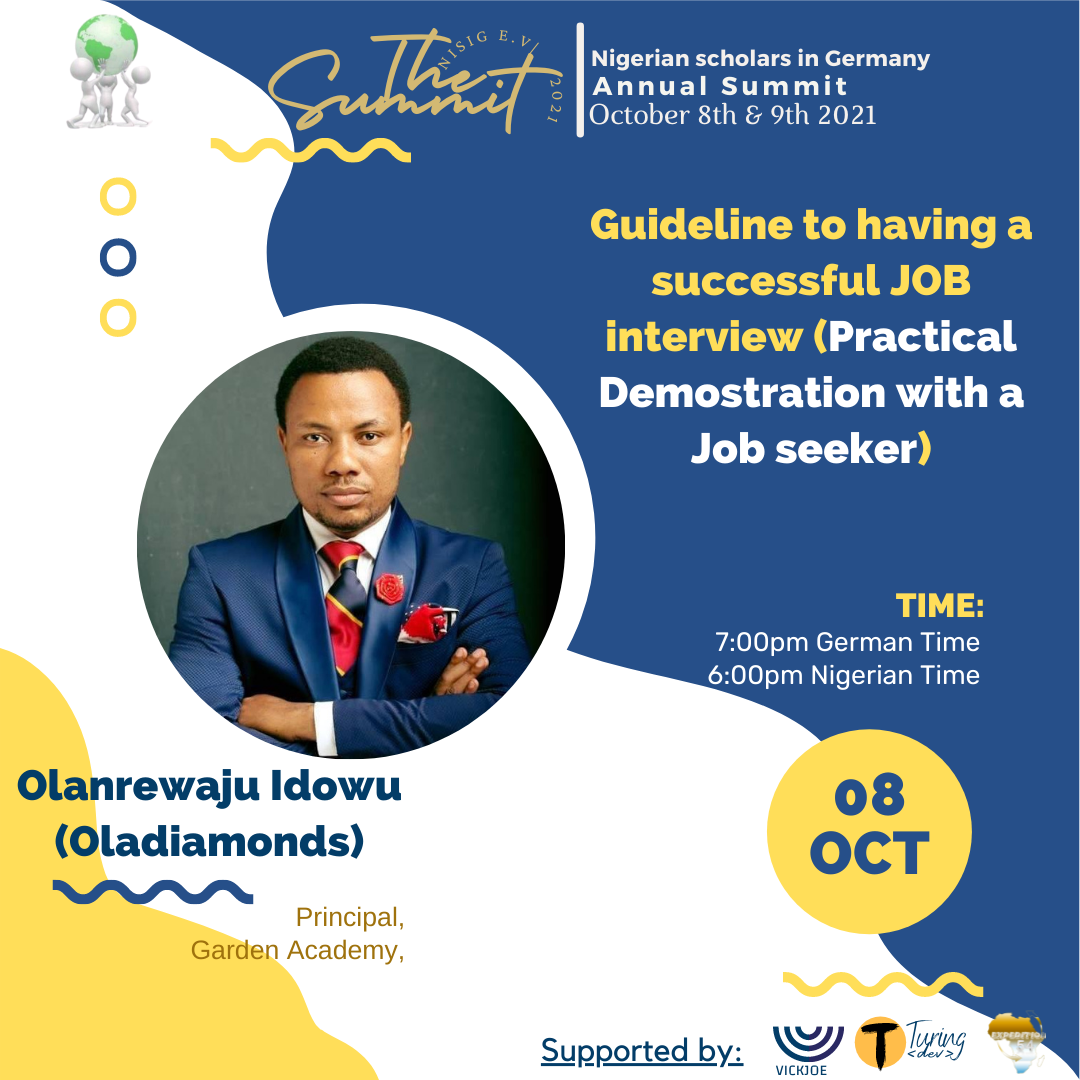 The
Summit
NISIG E.V
2021
Nigerian scholars in Germany
Annual Summit
October 8th & 9th 2021
Guideline to having a
successful JOB
interview (Practical
Demostration with a
Job seeker)
TIME:
7:00pm German Time
6:00pm Nigerian Time
Olanrewaju Idowu
(Oladiamonds)
Principal,
Garden Academy,
08
OCT
Supported by:
VICKJOE
T
Turing
<dev>